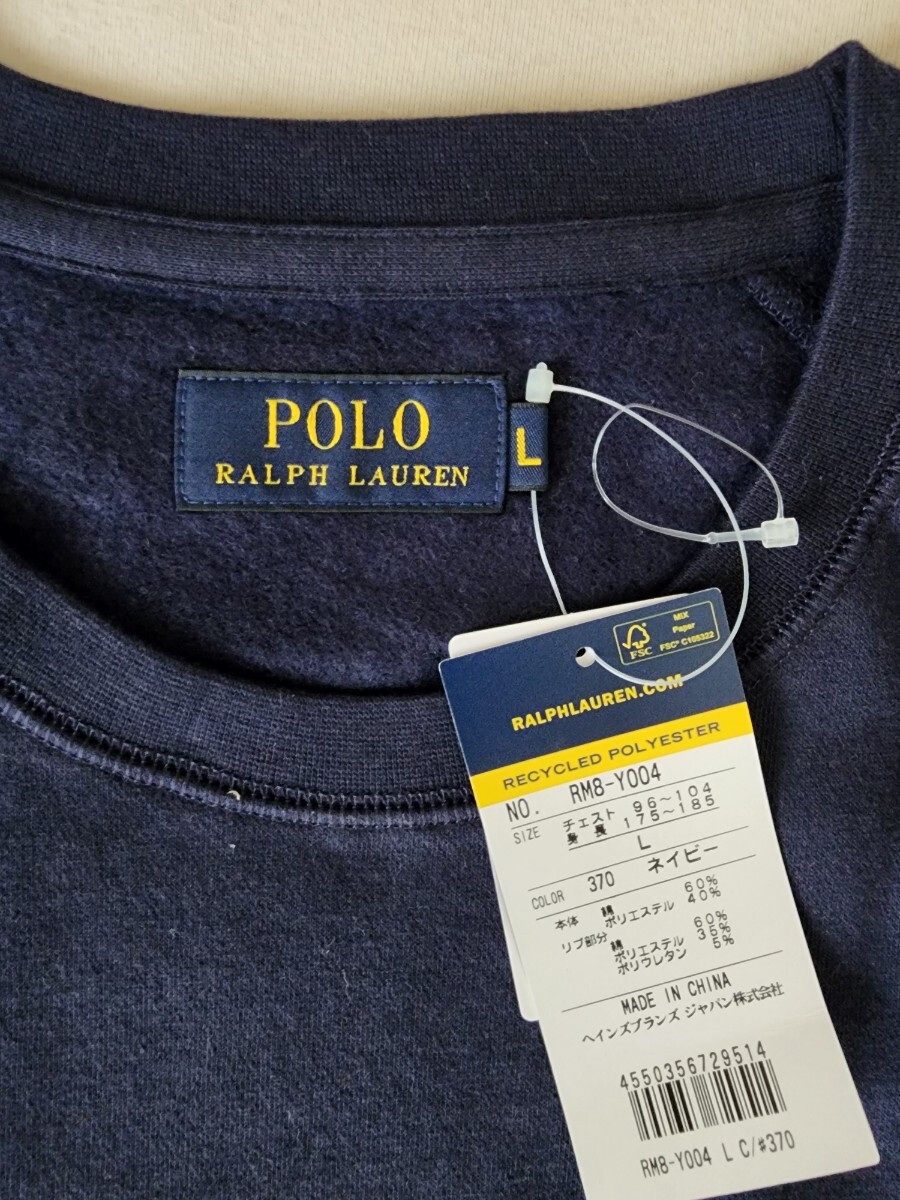 POLO
RALPH LAUREN
L
MIX
Paper
FSC® C105322
FSC
RALPHLAUREN.COM
RECYCLED POLYESTER
NO. RM8-Y004
SIZE チェスト 96～104
身長 175～185
L
COLOR 370 ネイビー
本体 綿 60%
ポリエステル 40%
リブ部分 綿 60%
ポリエステル 35%
ポリウレタン 5%
MADE IN CHINA
ヘインズブランズ ジャパン株式会社
4550356729514
RM8-Y004 L C/#370